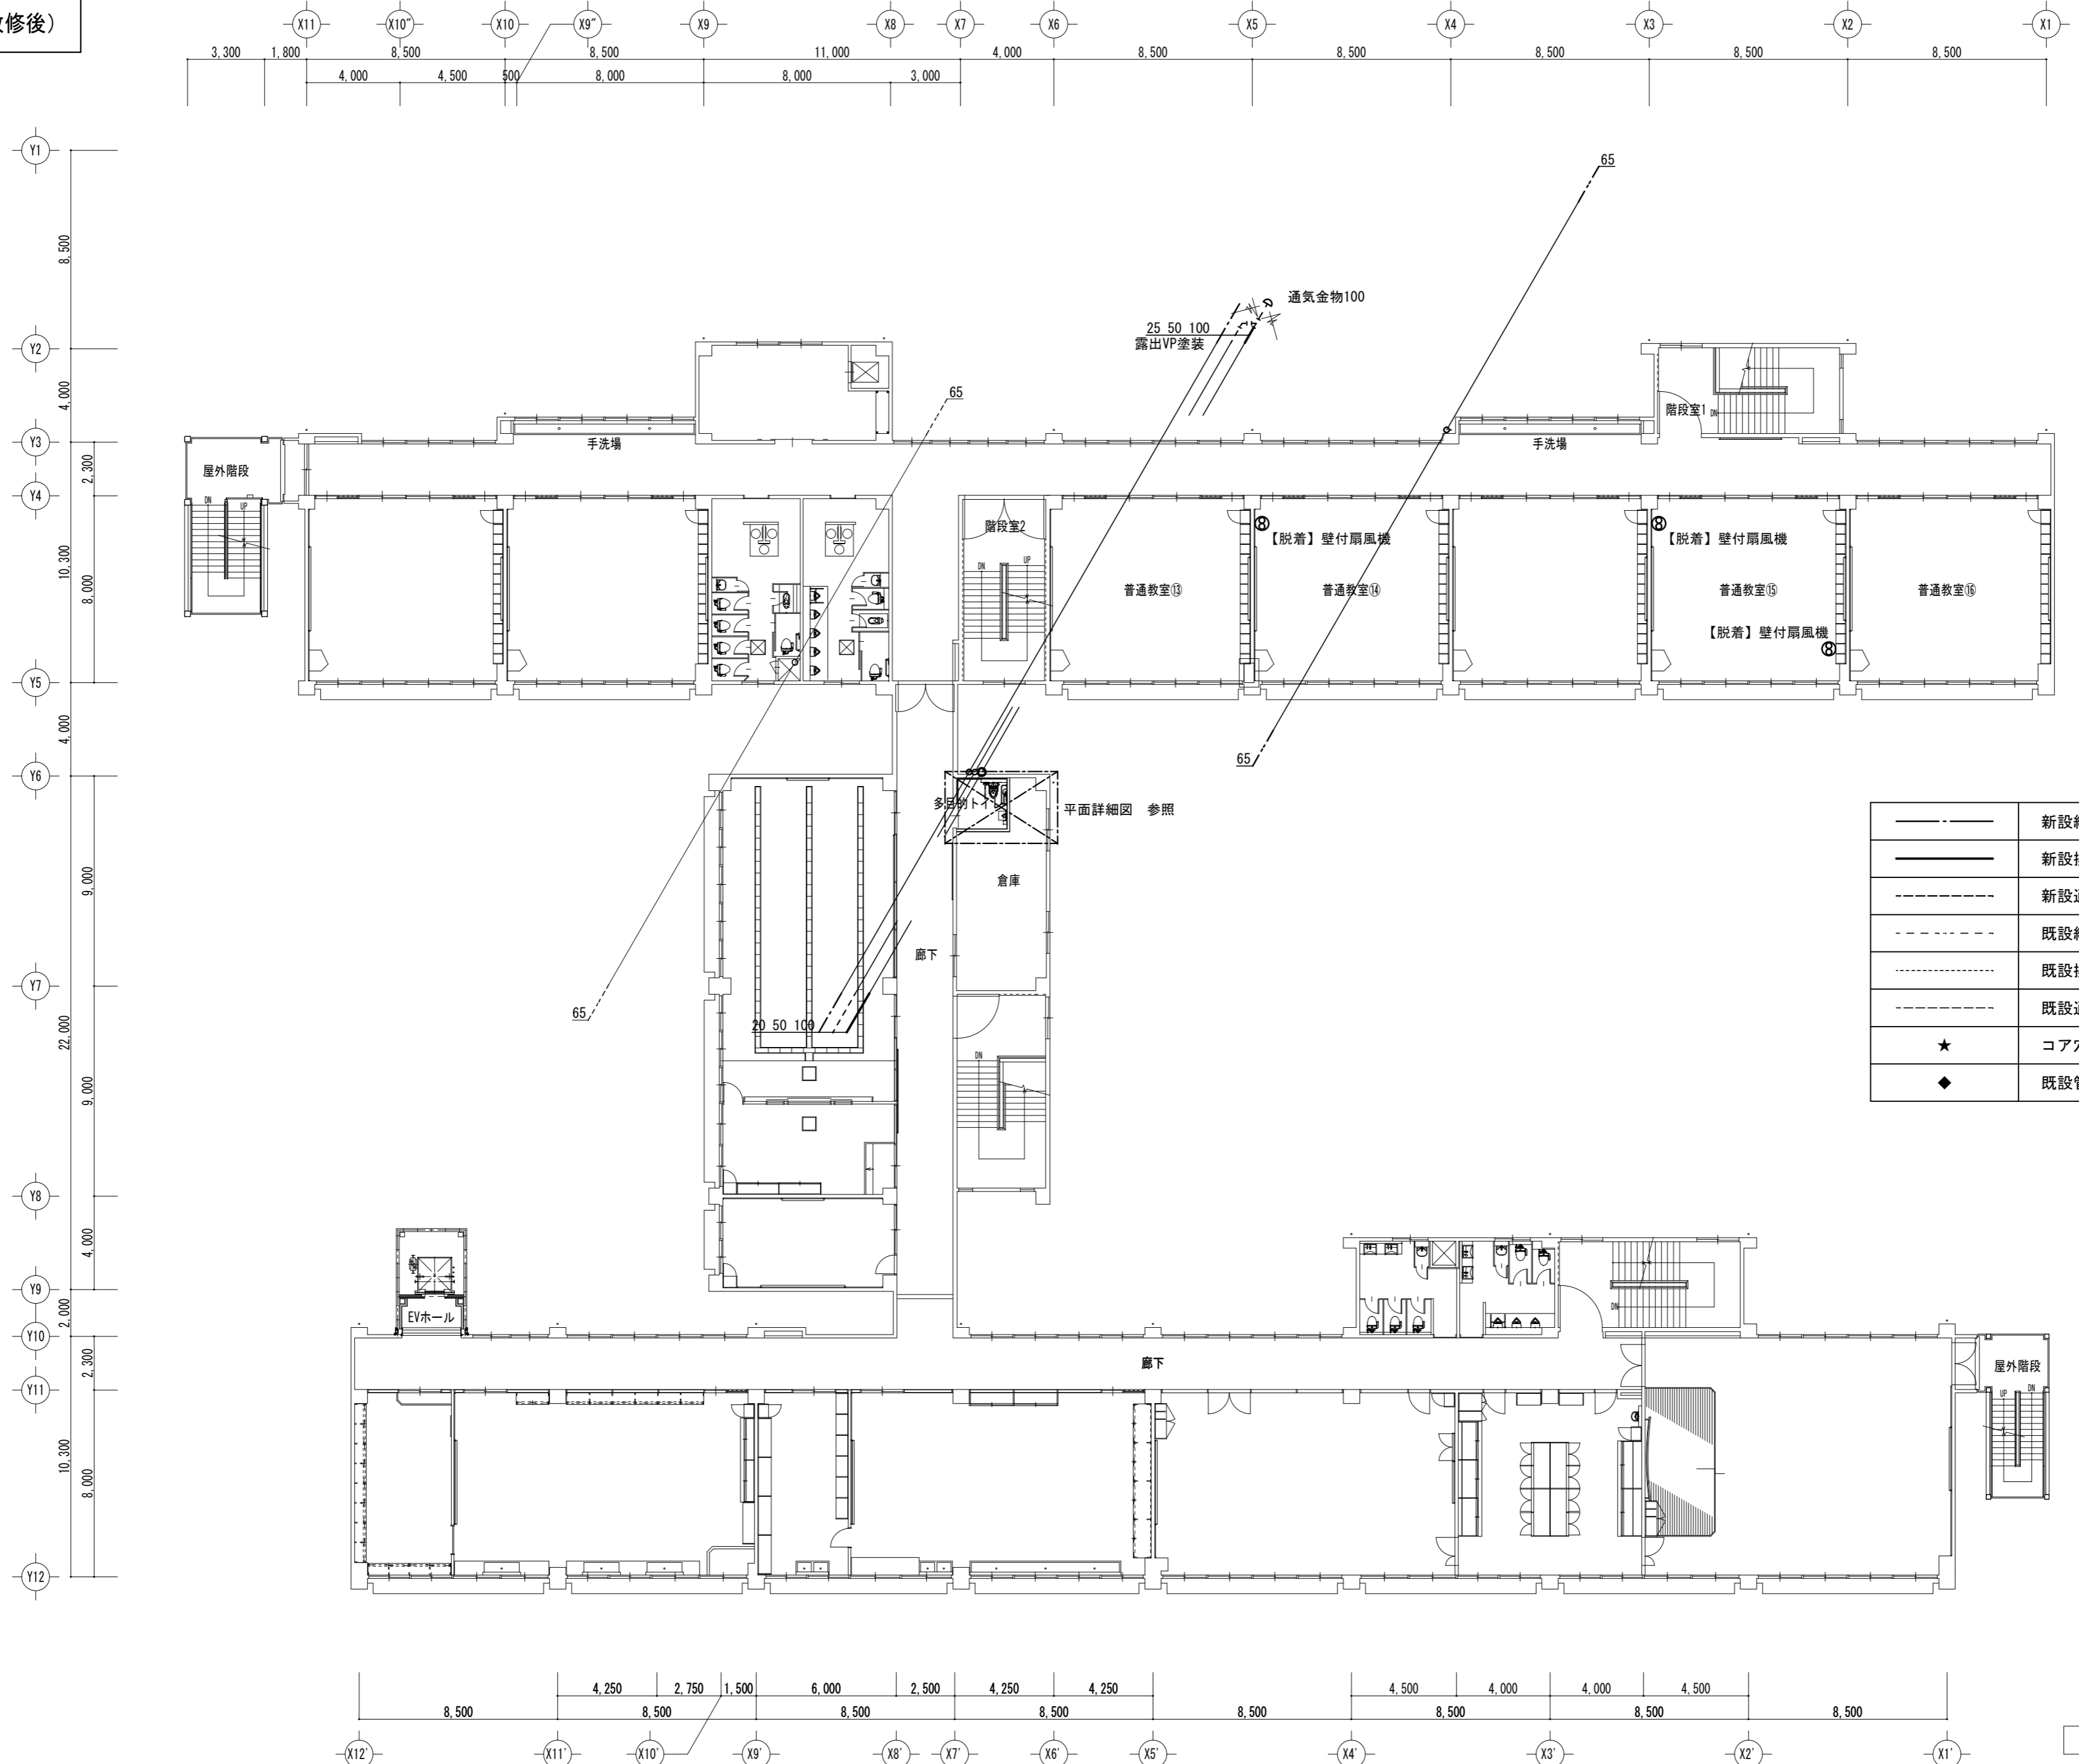 改修後）
X11 X10" X10 X9" X9 X8 X7 X6 X5 X4 X3 X2 X1
3,300 1,800 8,500 8,500 11,000 4,000 8,500 8,500 8,500 8,500 8,500
4,000 4,500 500 8,000 8,000 3,000
Y1
65
8,500
通気金物100
25 50 100
露出VP塗装
Y2
4,000
65
階段室1
DN
Y3
手洗場
手洗場
2,300
屋外階段
Y4
DN UP
階段室2
【脱着】壁付扇風機
【脱着】壁付扇風機
10,300
8,000
DN UP
普通教室⑬
普通教室⑭
普通教室⑮
普通教室⑯
【脱着】壁付扇風機
Y5
4,000
65
Y6
多目的トイレ
平面詳細図　参照
新設
新設
倉庫
9,000
新設
既設
廊下
既設
Y7
既設
65
20 50 100
22,000
★ コア
DN
◆ 既設
9,000
Y8
4,000
Y9
EVホール
DN
2,000
Y10
廊下
2,300
屋外階段
Y11
UP DN
10,300
8,000
Y12
4,250 2,750 1,500 6,000 2,500 4,250 4,250 4,500 4,000 4,000 4,500
8,500 8,500 8,500 8,500 8,500 8,500 8,500 8,500
X12' X11' X10' X9' X8' X7' X6' X5' X4' X3' X2' X1'